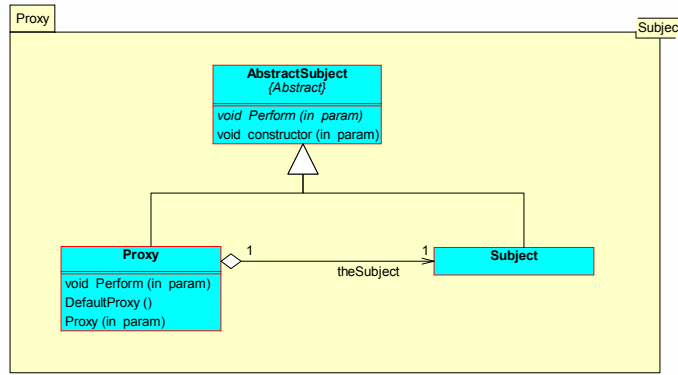 Proxy
Subjec
AbstractSubject
{Abstract}
void Perform (in param)
void constructor (in param)
Proxy
1
1
Subject
theSubject
void Perform (in param)
DefaultProxy ()
Proxy (in param)